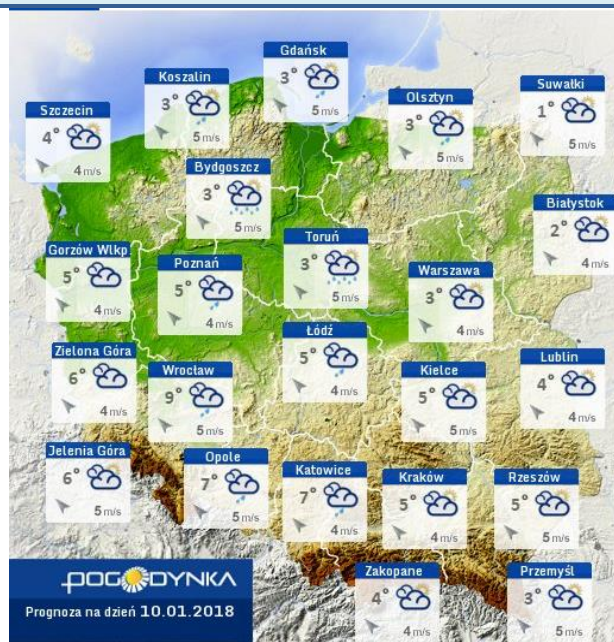 Gdańsk
3°
5 m/s
Koszalin
3°
5 m/s
Suwałki
1°
5 m/s
Olsztyn
3°
5 m/s
Szczecin
4°
4 m/s
Bydgoszcz
3°
5 m/s
Białystok
2°
4 m/s
Toruń
3°
5 m/s
Gorzów Wlkp
5°
4 m/s
Poznań
5°
4 m/s
Warszawa
3°
4 m/s
Łódź
5°
4 m/s
Zielona Góra
6°
4 m/s
Lublin
4°
4 m/s
Wrocław
9°
5 m/s
Kielce
5°
5 m/s
Jelenia Góra
6°
5 m/s
Opole
7°
5 m/s
Katowice
7°
4 m/s
Kraków
5°
4 m/s
Rzeszów
5°
5 m/s
Zakopane
4°
4 m/s
Przemyśl
3°
5 m/s
POGODYNKA
Prognoza na dzień 10.01.2018